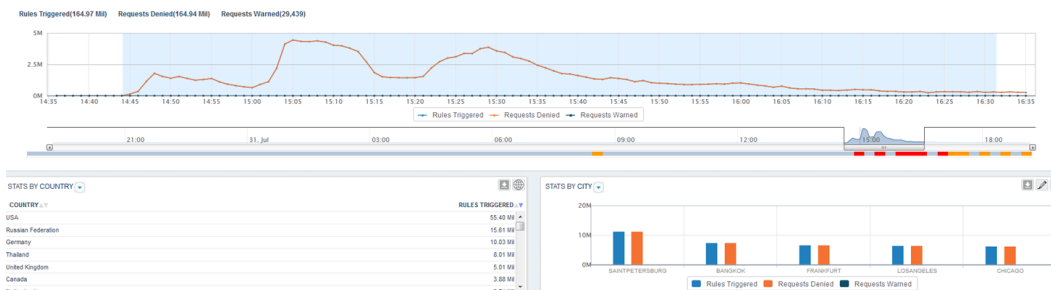 Rules Triggered(164.97 Mil) Requests Denied(164.94 Mil) Requests Warned(29,439)
5M
2.5M
0M
14:35 14:40 14:45 14:50 14:55 15:00 15:05 15:10 15:15 15:20 15:25 15:30 15:35 15:40 15:45 15:50 15:55 16:00 16:05 16:10 16:15 16:20 16:25 16:30 16:35
Rules Triggered Requests Denied Requests Warned
21:00 31. Jul 03:00 06:00 09:00 12:00 15:00 18:00
STATS BY COUNTRY
COUNTRY RULES TRIGGERED
USA 55.40 Mil
Russian Federation 15.61 Mil
Germany 10.03 Mil
Thailand 8.01 Mil
United Kingdom 5.01 Mil
Canada 3.88 Mil
STATS BY CITY
20M
10M
0M
SAINTPETERSBURG BANGKOK FRANKFURT LOSANGELES CHICAGO
Rules Triggered Requests Denied Requests Warned